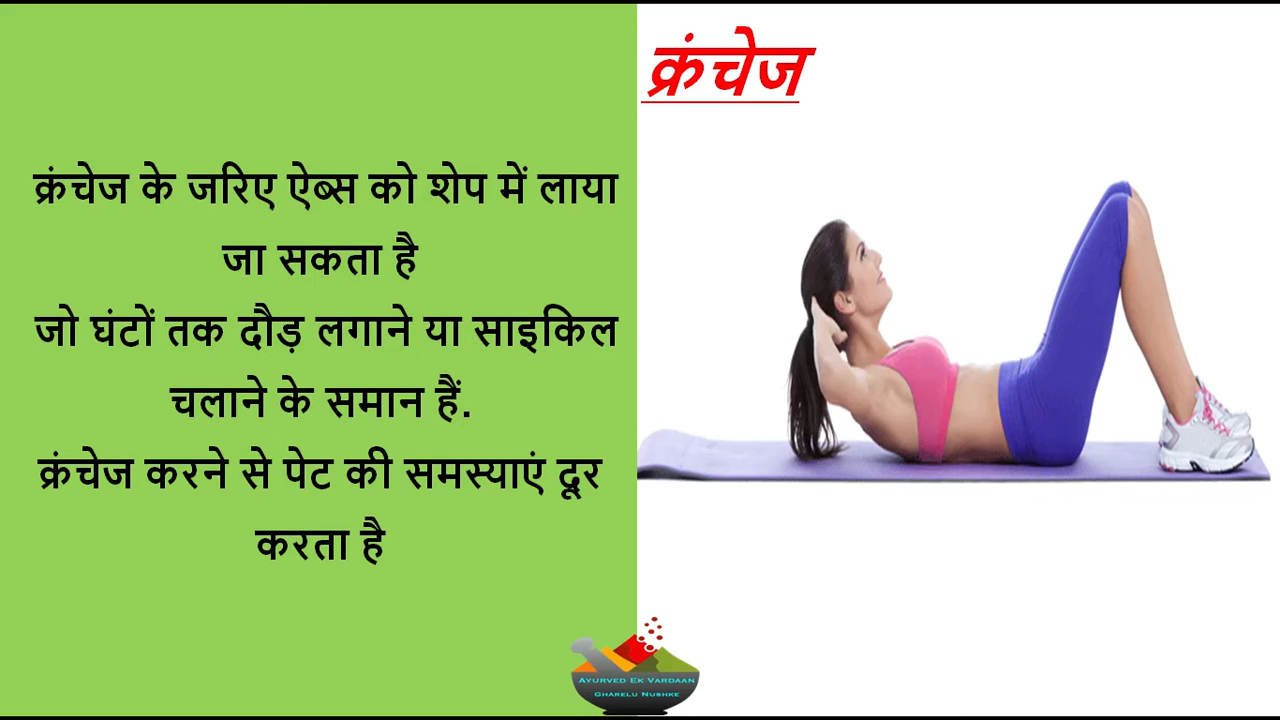 क्रंचेज
क्रंचेज के जरिए ऐब्स को शेप में लाया
जा सकता है
जो घंटों तक दौड़ लगाने या साइकिल
चलाने के समान हैं.
क्रंचेज करने से पेट की समस्याएं दूर
करता है
AYURVED EK VARDAAN
GHARELU NUSHKE